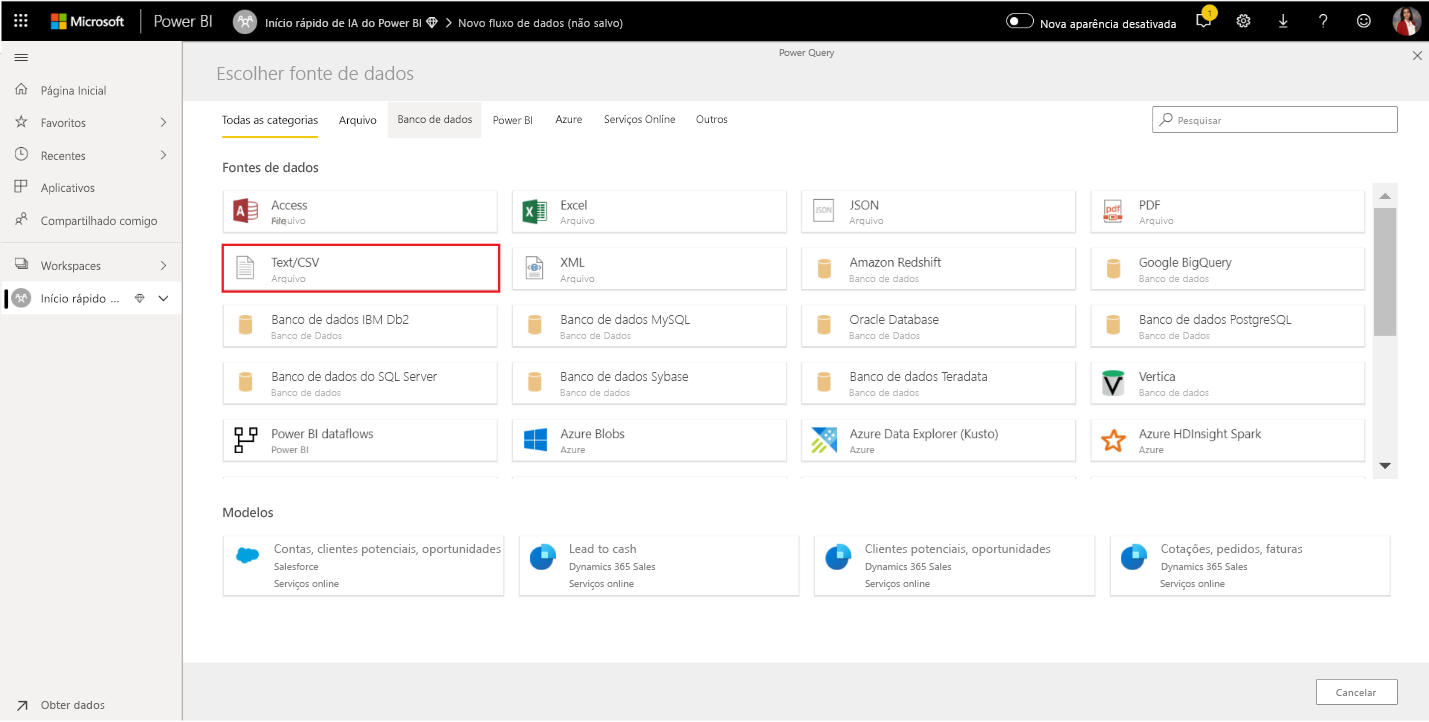 Microsoft Power BI Início rápido de IA do Power BI > Novo fluxo de dados (não salvo) Nova aparência desativada 1 ?
Power Query
Escolher fonte de dados
Página Inicial
Favoritos
Recentes
Aplicativos
Compartilhado comigo
Workspaces
Início rápido ...
Obter dados
Todas as categorias Arquivo Banco de dados Power BI Azure Serviços Online Outros Pesquisar
Fontes de dados
Access
Arquivo
Excel
Arquivo
JSON
JSON
Arquivo
pdf
PDF
Arquivo
Text/CSV
Arquivo
XML
Arquivo
Amazon Redshift
Banco de dados
Google BigQuery
Banco de dados
Banco de dados IBM Db2
Banco de Dados
Banco de dados MySQL
Banco de Dados
Oracle Database
Banco de Dados
Banco de dados PostgreSQL
Banco de Dados
Banco de dados do SQL Server
Banco de dados
Banco de dados Sybase
Banco de dados
Banco de dados Teradata
Banco de dados
Vertica
Banco de dados
Power BI dataflows
Power BI
Azure Blobs
Azure
Azure Data Explorer (Kusto)
Azure
Azure HDInsight Spark
Azure
Modelos
Contas, clientes potenciais, oportunidades
Salesforce
Serviços online
Lead to cash
Dynamics 365 Sales
Serviços online
Clientes potenciais, oportunidades
Dynamics 365 Sales
Serviços online
Cotações, pedidos, faturas
Dynamics 365 Sales
Serviços online
Cancelar